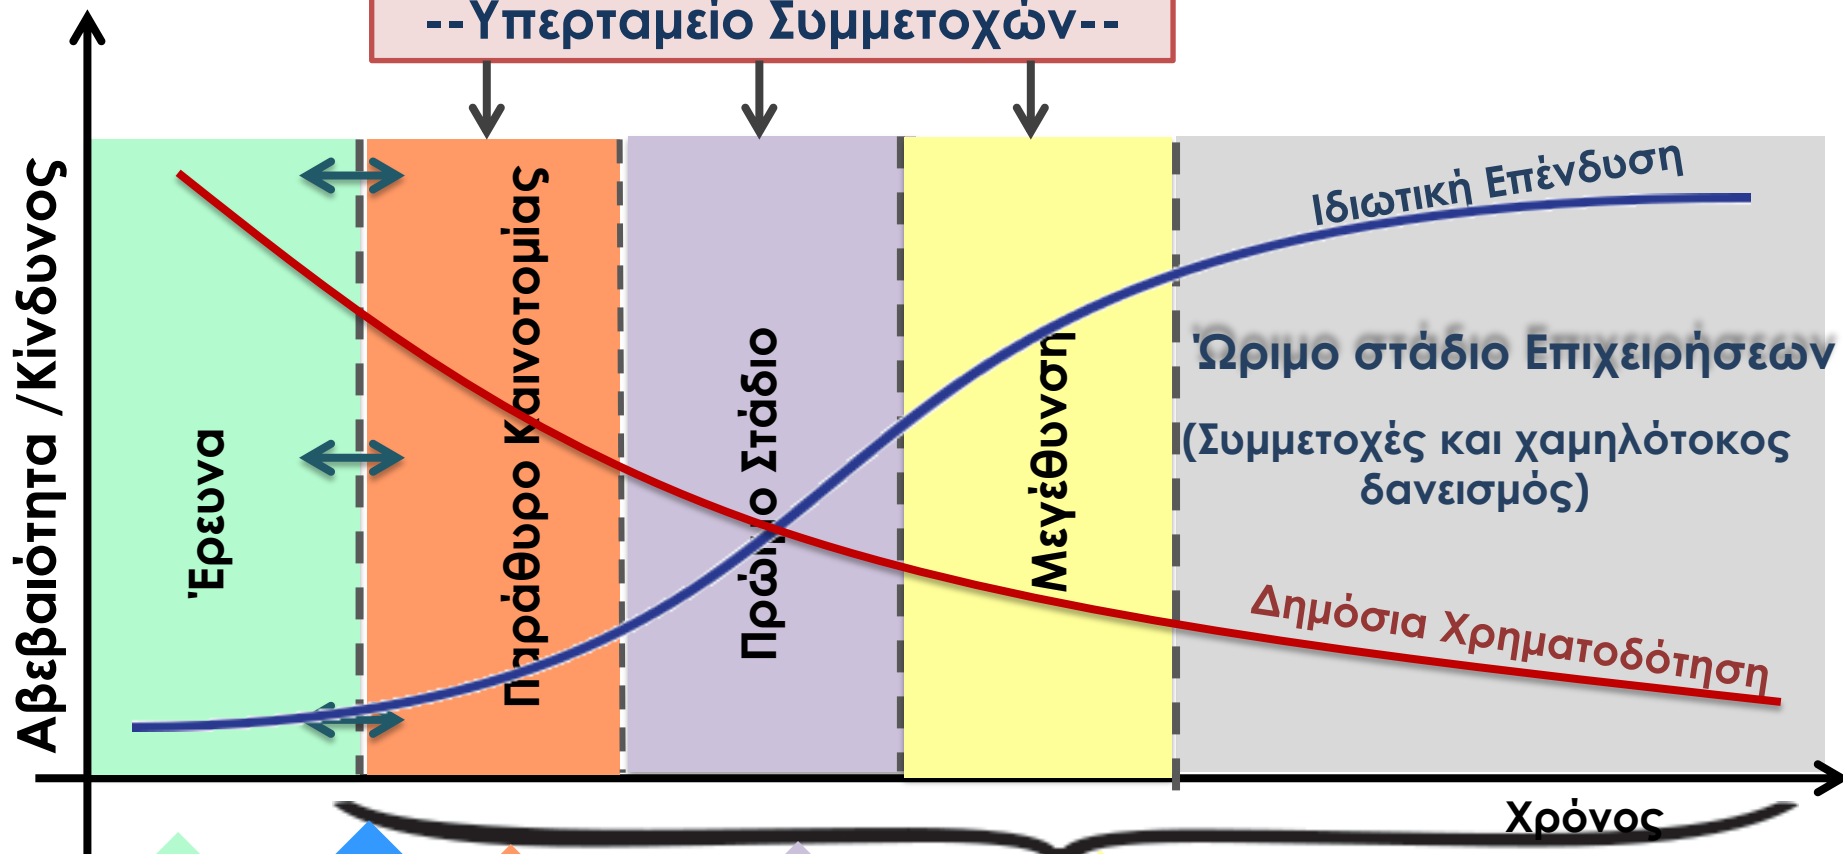 --Υπερταμείο Συμμετοχών--
Αβεβαιότητα /Κίνδυνος
Έρευνα
Παράθυρο Καινοτομίας
Πρώιμο Στάδιο
Μεγέθυνση
Ιδιωτική Επένδυση
Ώριμο στάδιο Επιχειρήσεων
(Συμμετοχές και χαμηλότοκος
δανεισμός)
Δημόσια Χρηματοδότηση
Χρόνος